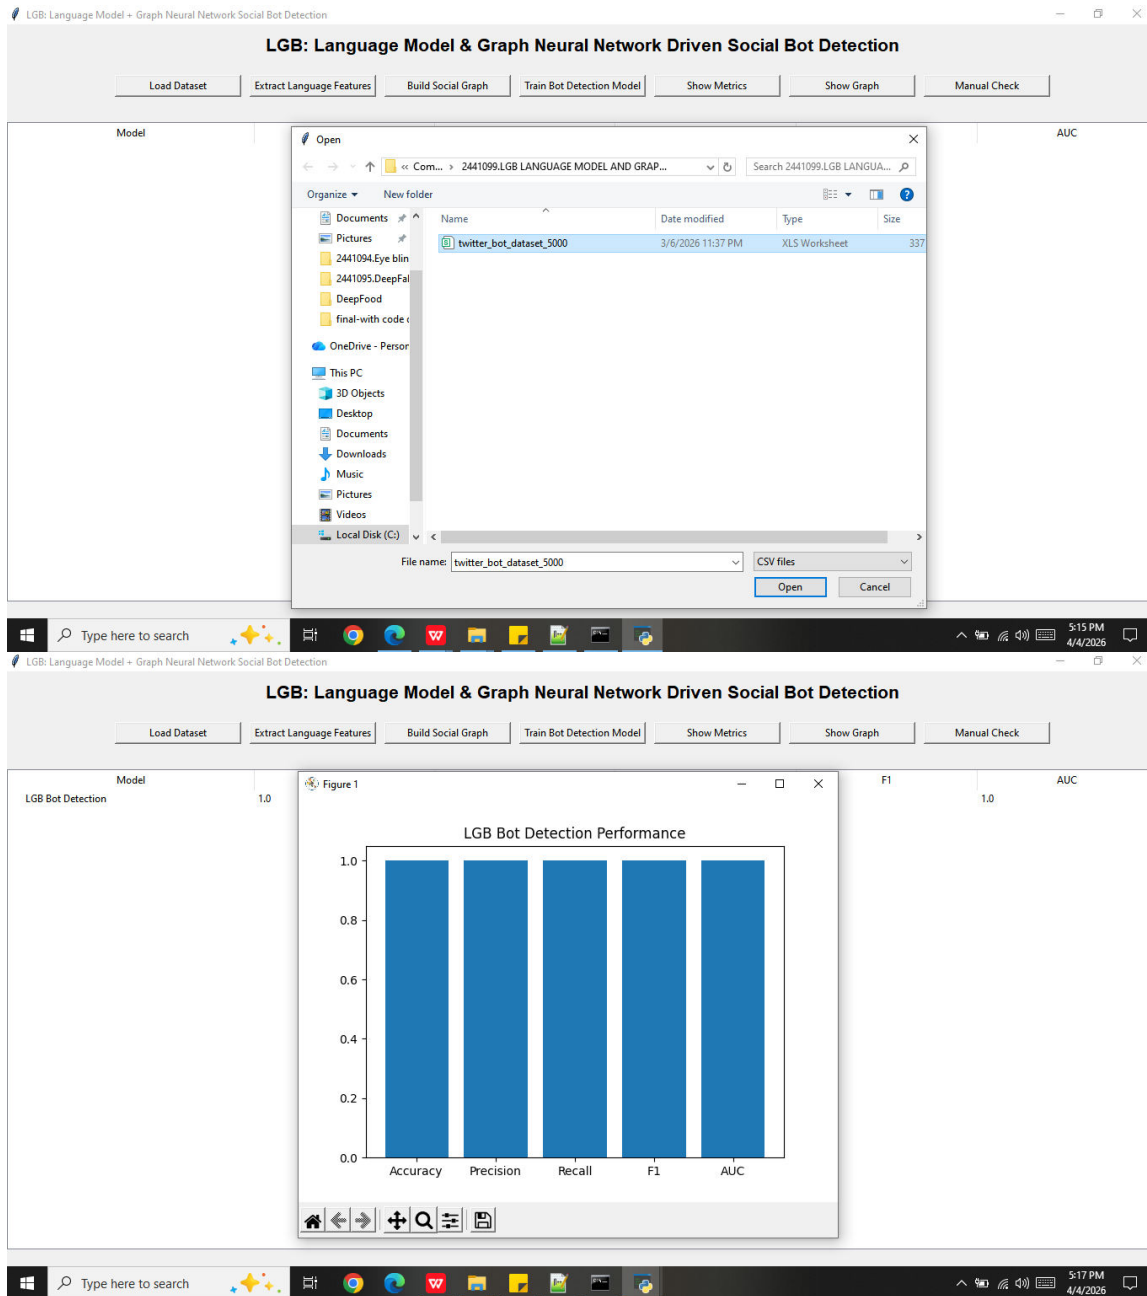 LGB: Language Model + Graph Neural Network Social Bot Detection
LGB: Language Model & Graph Neural Network Driven Social Bot Detection
Load Dataset Extract Language Features Build Social Graph Train Bot Detection Model Show Metrics Show Graph Manual Check
Model AUC
Open
« Com... › 2441099.LGB LANGUAGE MODEL AND GRAP... Search 2441099.LGB LANGUA...
Organize New folder
Documents
Pictures
2441094.Eye blin
2441095.DeepFal
DeepFood
final-with code c
OneDrive - Person
This PC
3D Objects
Desktop
Documents
Downloads
Music
Pictures
Videos
Local Disk (C:)
Name Date modified Type Size
twitter_bot_dataset_5000 3/6/2026 11:37 PM XLS Worksheet 337
File name: twitter_bot_dataset_5000 CSV files
Open Cancel
Type here to search
5:15 PM
4/4/2026
LGB: Language Model + Graph Neural Network Social Bot Detection
LGB: Language Model & Graph Neural Network Driven Social Bot Detection
Load Dataset Extract Language Features Build Social Graph Train Bot Detection Model Show Metrics Show Graph Manual Check
Model F1 AUC
LGB Bot Detection 1.0 1.0
Figure 1
LGB Bot Detection Performance
1.0
0.8
0.6
0.4
0.2
0.0
Accuracy Precision Recall F1 AUC
Type here to search
5:17 PM
4/4/2026